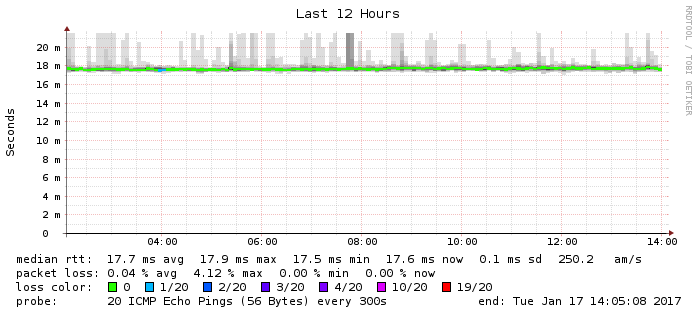 Last 12 Hours
RRDTOOL / TOBI OETIKER
Seconds
20 m
18 m
16 m
14 m
12 m
10 m
8 m
6 m
4 m
2 m
0
04:00 06:00 08:00 10:00 12:00 14:00
median rtt: 17.7 ms avg 17.9 ms max 17.5 ms min 17.6 ms now 0.1 ms sd 250.2 am/s
packet loss: 0.04 % avg 4.12 % max 0.00 % min 0.00 % now
loss color: 0 1/20 2/20 3/20 4/20 10/20 19/20
probe: 20 ICMP Echo Pings (56 Bytes) every 300s end: Tue Jan 17 14:05:08 2017